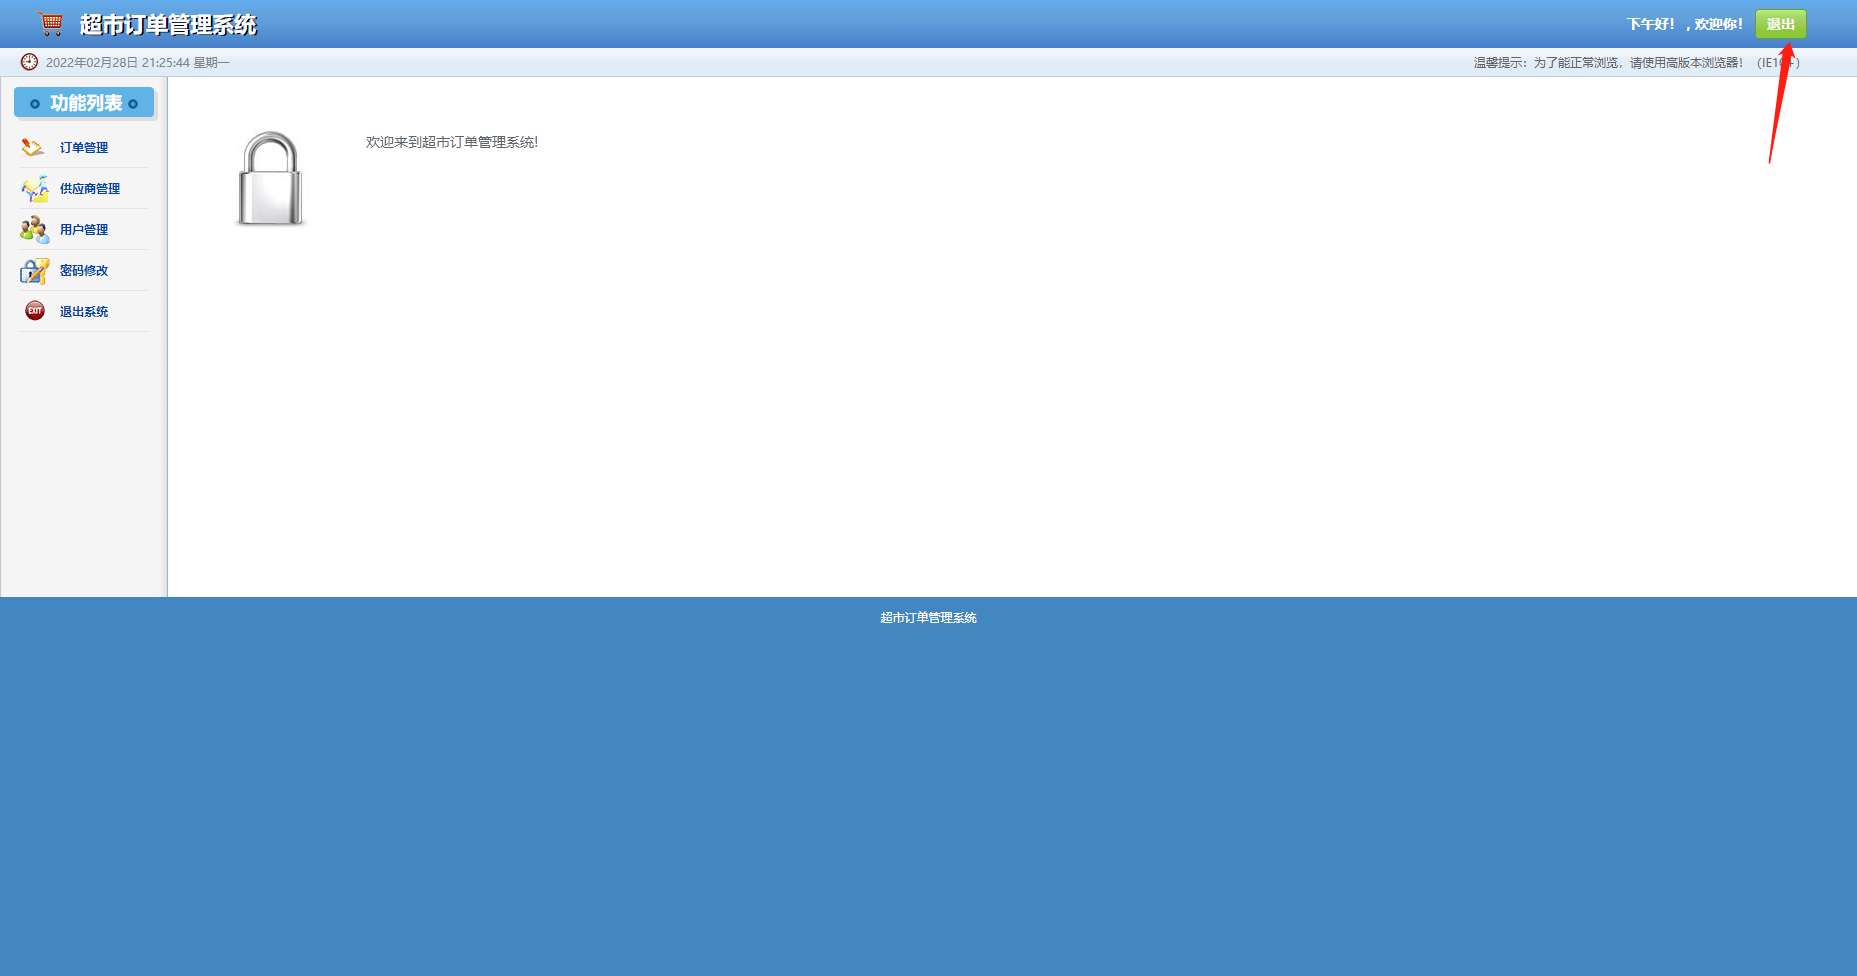 超市订单管理系统
下午好！，欢迎你！ 退出
2022年02月28日 21:25:44 星期一
温馨提示：为了能正常浏览，请使用高版本浏览器！（IE10+）
功能列表
订单管理
供应商管理
用户管理
密码修改
EXIT 退出系统
欢迎来到超市订单管理系统!
超市订单管理系统